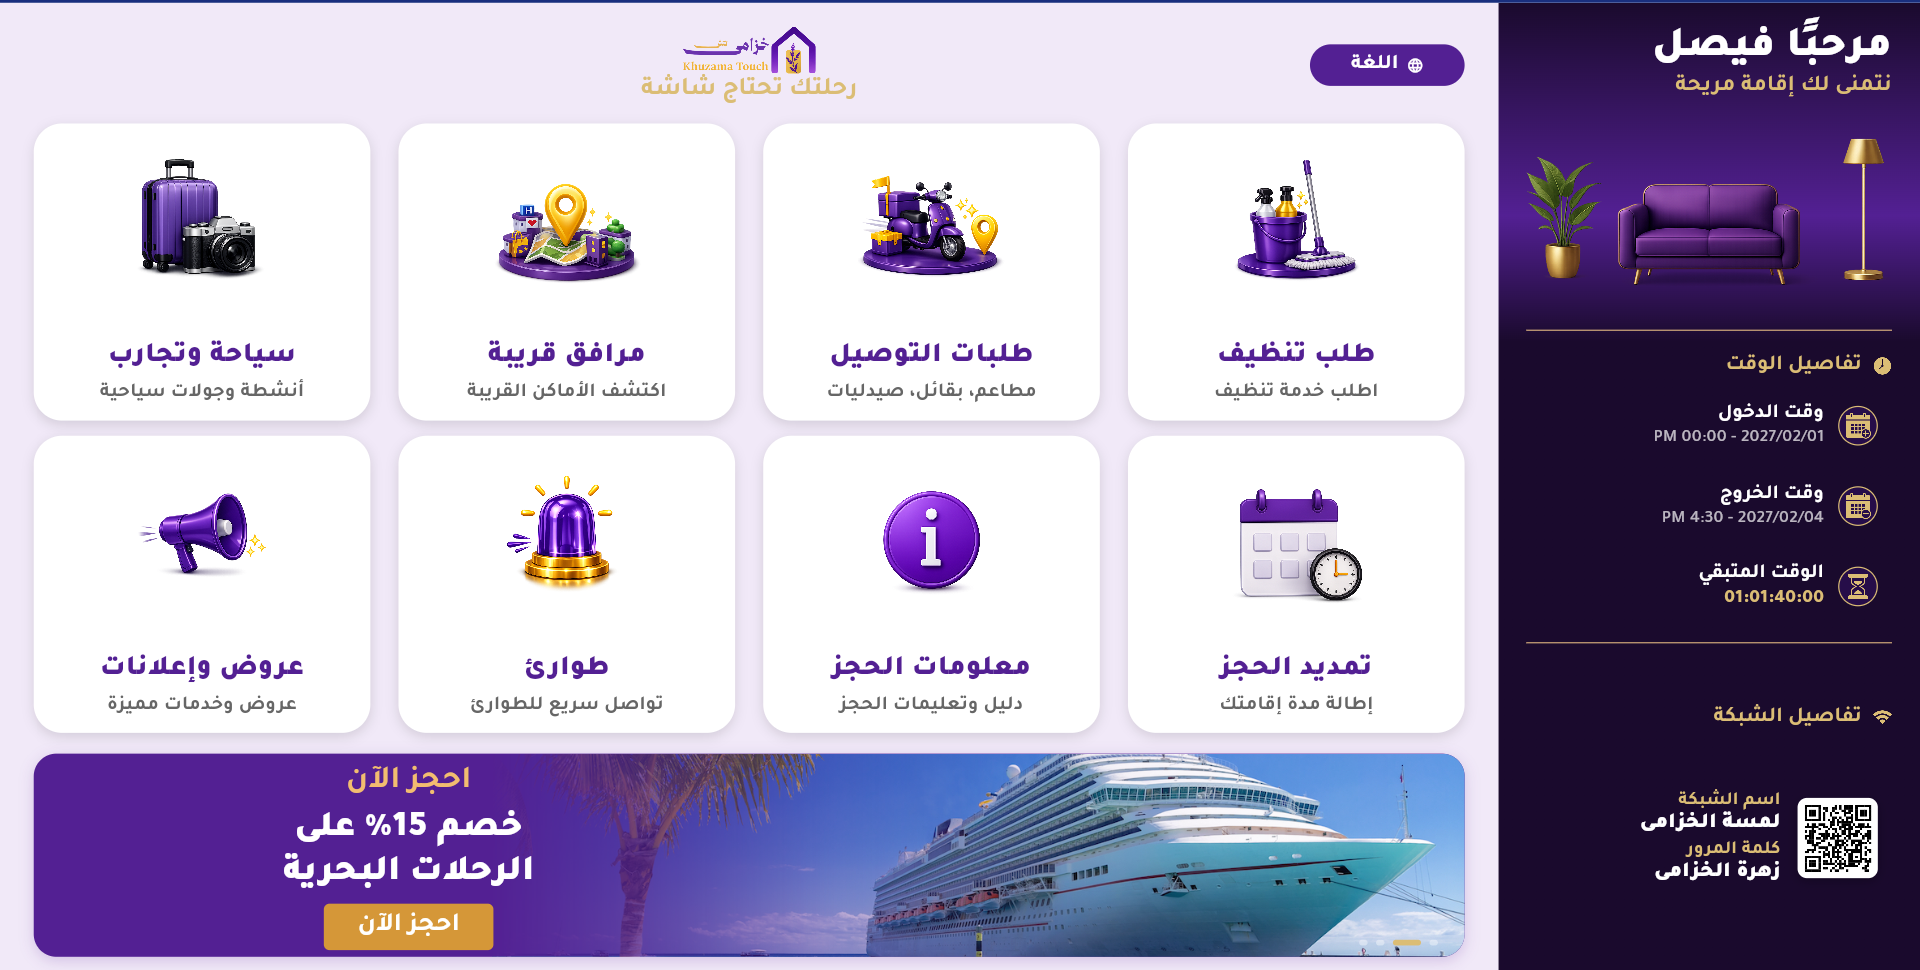 مرحبًا فيصل
نتمنى لك إقامة مريحة
تفاصيل الوقت
وقت الدخول
2027/02/01 - 00:00 PM
وقت الخروج
2027/02/04 - 4:30 PM
الوقت المتبقي
01:01:40:00
تفاصيل الشبكة
اسم الشبكة
لمسة الخزامى
كلمة المرور
زهرة الخزامى
اللغة
خزامى
Khuzama Touch
رحلتك تحتاج شاشة
طلب تنظيف
اطلب خدمة تنظيف
طلبات التوصيل
مطاعم، بقائل، صيدليات
مرافق قريبة
اكتشف الأماكن القريبة
سياحة وتجارب
أنشطة وجولات سياحية
تمديد الحجز
إطالة مدة إقامتك
معلومات الحجز
دليل وتعليمات الحجز
طوارئ
تواصل سريع للطوارئ
عروض وإعلانات
عروض وخدمات مميزة
احجز الآن
خصم 15% على
الرحلات البحرية
احجز الآن